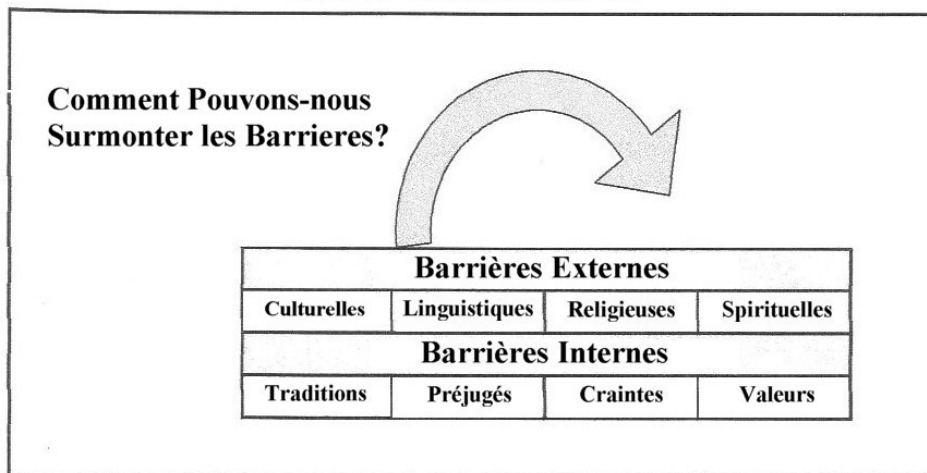 Comment Pouvons-nous
Surmonter les Barrieres?
Barrières Externes
Culturelles Linguistiques Religieuses Spirituelles
Barrières Internes
Traditions Préjugés Craintes Valeurs